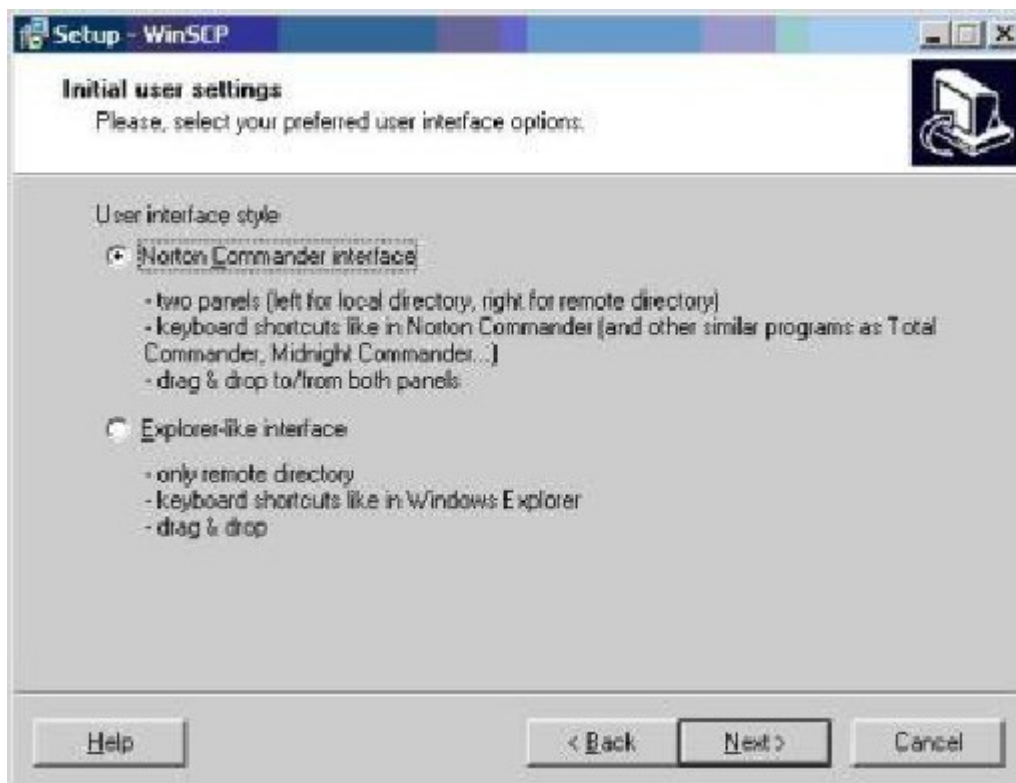 Setup - WinSCP
Initial user settings
Please, select your preferred user interface options.
User interface style
Norton Commander interface
- two panels (left for local directory, right for remote directory)
- keyboard shortcuts like in Norton Commander (and other similar programs as Total
Commander, Midnight Commander...)
- drag & drop to/from both panels
Explorer-like interface
- only remote directory
- keyboard shortcuts like in Windows Explorer
- drag & drop
Help
< Back
Next >
Cancel